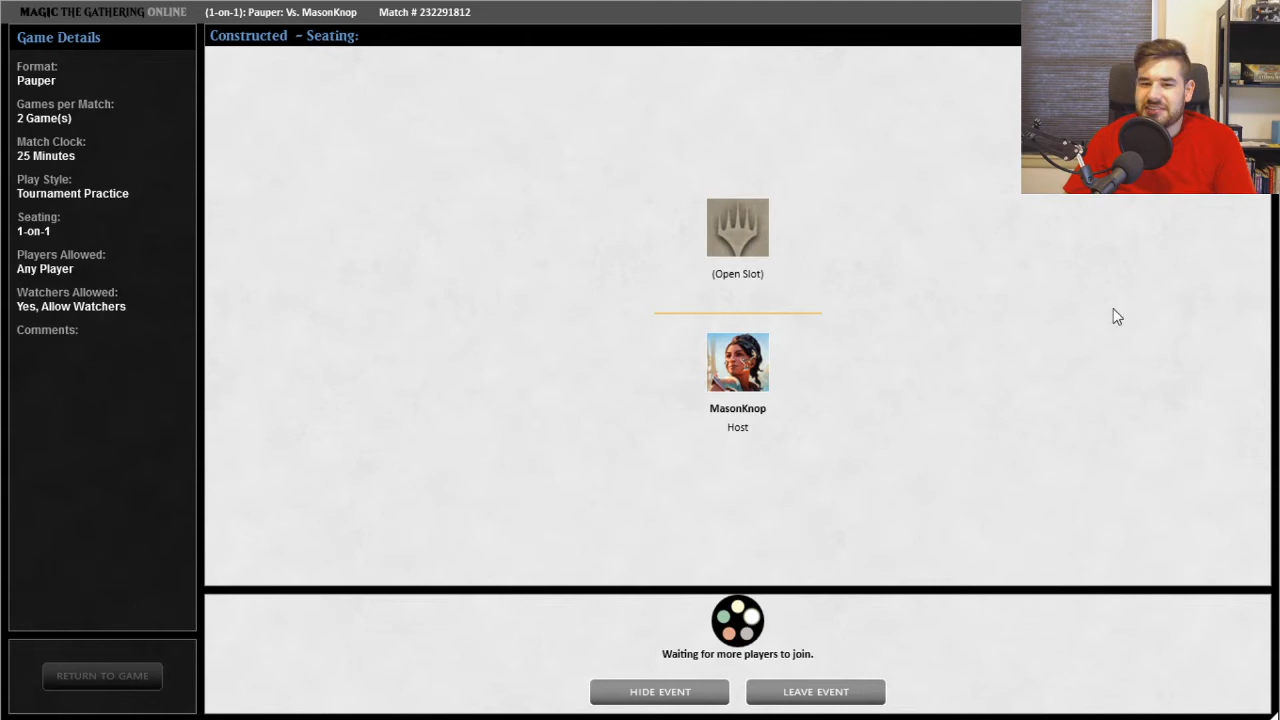 MAGIC THE GATHERING ONLINE
(1-on-1): Pauper: Vs. MasonKnop Match # 232291812
Game Details
Format:
Pauper
Games per Match:
2 Game(s)
Match Clock:
25 Minutes
Play Style:
Tournament Practice
Seating:
1-on-1
Players Allowed:
Any Player
Watchers Allowed:
Yes, Allow Watchers
Comments:
RETURN TO GAME
Constructed - Seating:
(Open Slot)
MasonKnop
Host
Waiting for more players to join.
HIDE EVENT
LEAVE EVENT